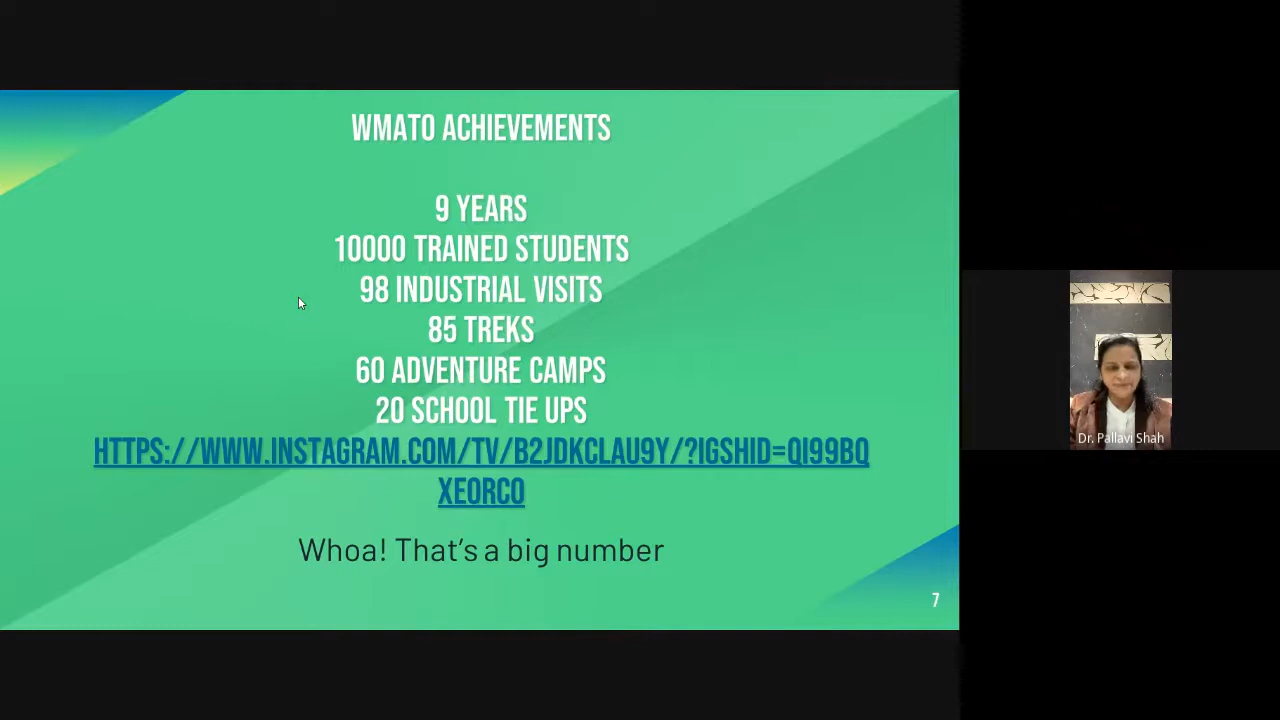 WMATO ACHIEVEMENTS
9 YEARS
10000 TRAINED STUDENTS
98 INDUSTRIAL VISITS
85 TREKS
60 ADVENTURE CAMPS
20 SCHOOL TIE UPS
HTTPS://WWW.INSTAGRAM.COM/TV/B2JDKCLAU9Y/?IGSHID=QI99BQ
XEORCO
Whoa! That's a big number
7
Dr. Pallavi Shah